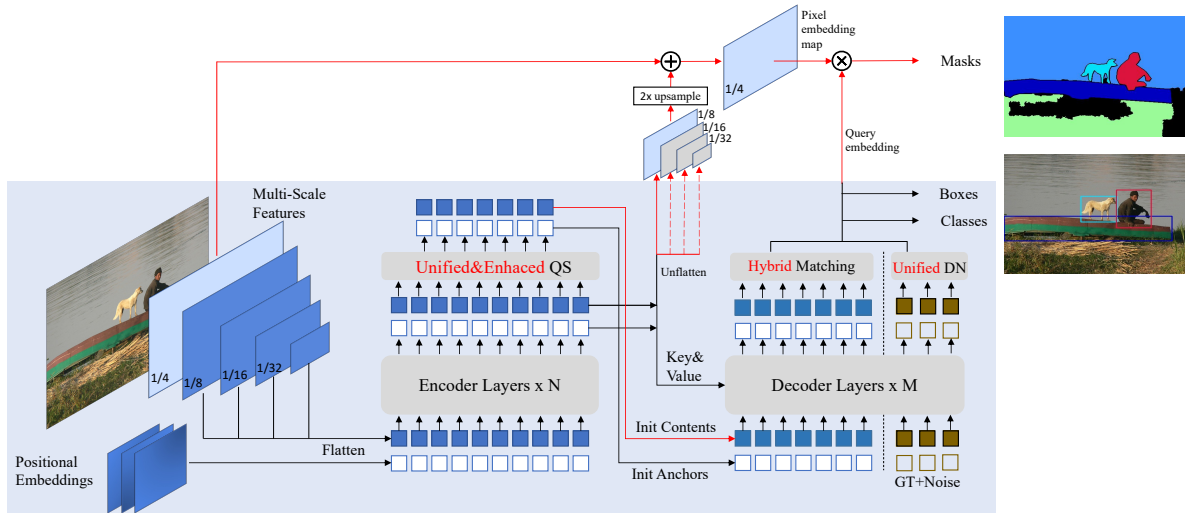 Pixel
embedding
map
Masks
1/4
2x upsample
1/8
1/16
1/32
Query
embedding
Multi-Scale
Features
Boxes
Classes
Unified&Enhaced QS
Unflatten
Hybrid Matching
Unified DN
1/4
1/8
1/16
1/32
Key&
Value
Encoder Layers x N
Decoder Layers x M
Init Contents
Flatten
Positional
Embeddings
Init Anchors
GT+Noise